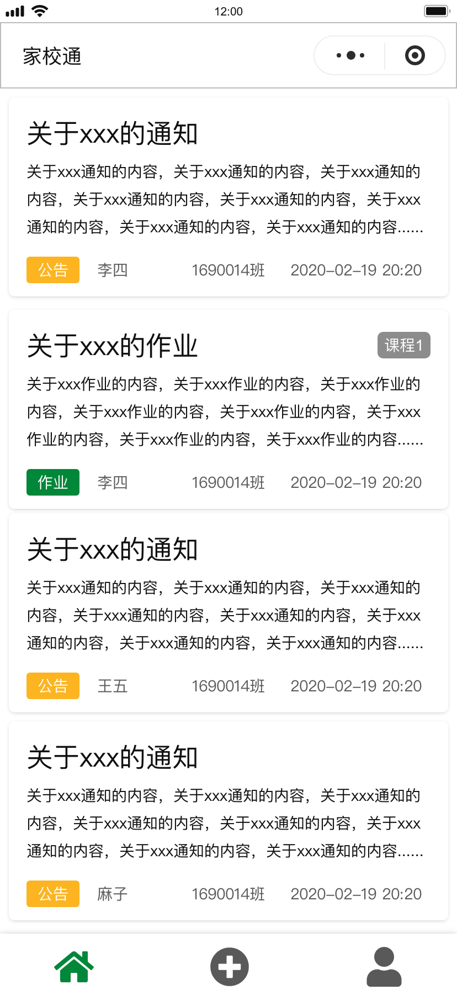 12:00
家校通
关于xxx的通知
关于xxx通知的内容，关于xxx通知的内容，关于xxx通知的
内容，关于xxx通知的内容，关于xxx通知的内容，关于xxx
通知的内容，关于xxx通知的内容，关于xxx通知的内容......
公告 李四 1690014班 2020-02-19 20:20
关于xxx的作业 课程1
关于xxx作业的内容，关于xxx作业的内容，关于xxx作业的
内容，关于xxx作业的内容，关于xxx作业的内容，关于xxx
作业的内容，关于xxx作业的内容，关于xxx作业的内容......
作业 李四 1690014班 2020-02-19 20:20
关于xxx的通知
关于xxx通知的内容，关于xxx通知的内容，关于xxx通知的
内容，关于xxx通知的内容，关于xxx通知的内容，关于xxx
通知的内容，关于xxx通知的内容，关于xxx通知的内容......
公告 王五 1690014班 2020-02-19 20:20
关于xxx的通知
关于xxx通知的内容，关于xxx通知的内容，关于xxx通知的
内容，关于xxx通知的内容，关于xxx通知的内容，关于xxx
通知的内容，关于xxx通知的内容，关于xxx通知的内容......
公告 麻子 1690014班 2020-02-19 20:20